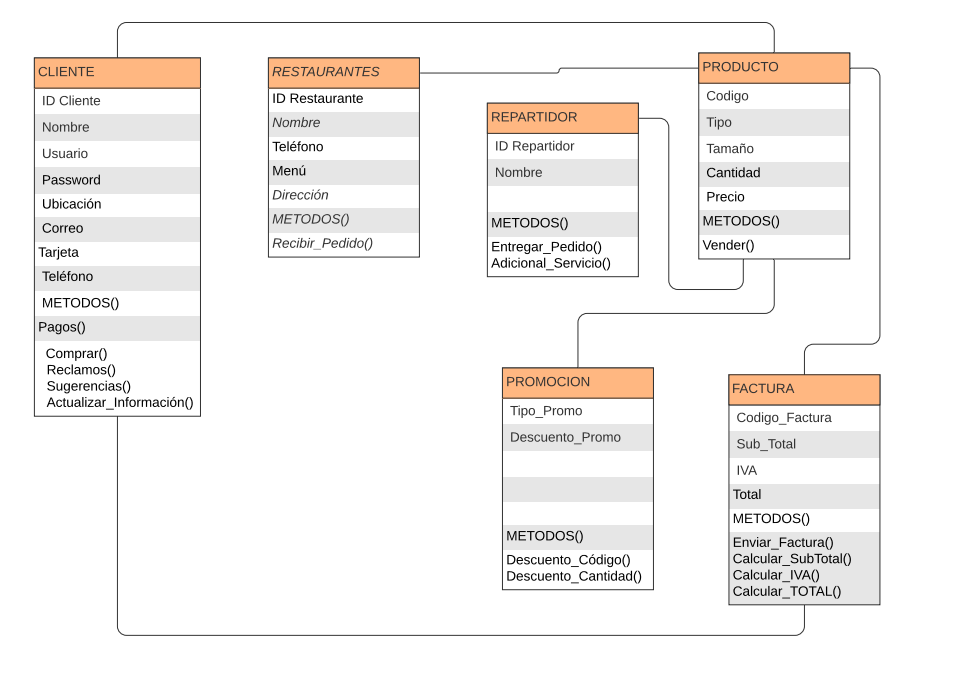 CLIENTE
ID Cliente
Nombre
Usuario
Password
Ubicación
Correo
Tarjeta
Teléfono
METODOS()
Pagos()
Comprar()
Reclamos()
Sugerencias()
Actualizar_Información()
RESTAURANTES
ID Restaurante
Nombre
Teléfono
Menú
Dirección
METODOS()
Recibir_Pedido()
REPARTIDOR
ID Repartidor
Nombre
METODOS()
Entregar_Pedido()
Adicional_Servicio()
PRODUCTO
Codigo
Tipo
Tamaño
Cantidad
Precio
METODOS()
Vender()
PROMOCION
Tipo_Promo
Descuento_Promo
METODOS()
Descuento_Código()
Descuento_Cantidad()
FACTURA
Codigo_Factura
Sub_Total
IVA
Total
METODOS()
Enviar_Factura()
Calcular_SubTotal()
Calcular_IVA()
Calcular_TOTAL()